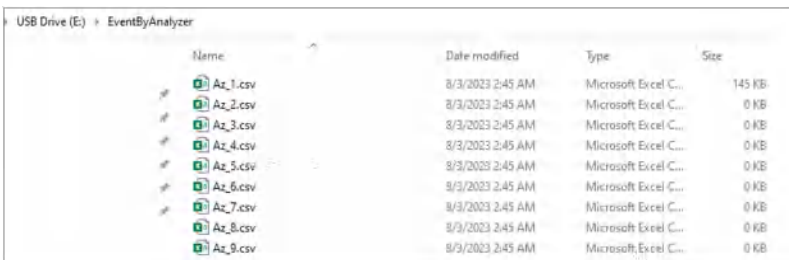 USB Drive (E:) › EventByAnalyzer
Name Date modified Type Size
Az_1.csv 8/3/2023 2:45 AM Microsoft Excel C... 145 KB
Az_2.csv 8/3/2023 2:45 AM Microsoft Excel C... 0 KB
Az_3.csv 8/3/2023 2:45 AM Microsoft Excel C... 0 KB
Az_4.csv 8/3/2023 2:45 AM Microsoft Excel C... 0 KB
Az_5.csv 8/3/2023 2:45 AM Microsoft Excel C... 0 KB
Az_6.csv 8/3/2023 2:45 AM Microsoft Excel C... 0 KB
Az_7.csv 8/3/2023 2:45 AM Microsoft Excel C... 0 KB
Az_8.csv 8/3/2023 2:45 AM Microsoft Excel C... 0 KB
Az_9.csv 8/3/2023 2:45 AM Microsoft Excel C... 0 KB